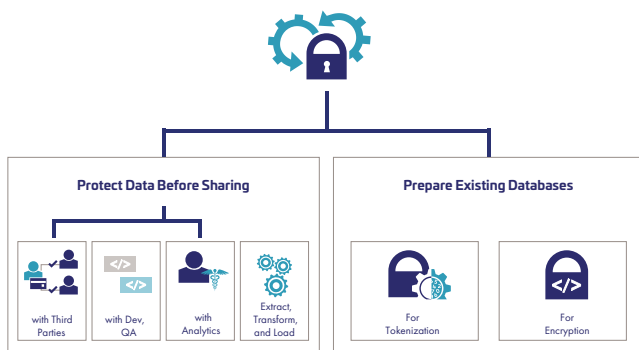 Protect Data Before Sharing
Prepare Existing Databases
</>
</>
</>
with Third
Parties
with Dev,
QA
with
Analytics
Extract,
Transform,
and Load
For
Tokenization
For
Encryption